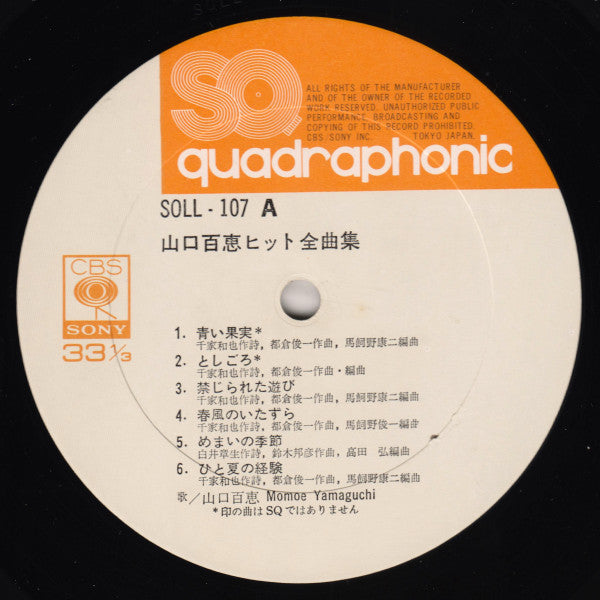 SQ
quadraphonic
ALL RIGHTS OF THE MANUFACTURER
AND OF THE OWNER OF THE RECORDED
WORK RESERVED. UNAUTHORIZED PUBLIC
PERFORMANCE, BROADCASTING AND
COPYING OF THIS RECORD PROHIBITED.
CBS SONY INC. TOKYO JAPAN.
SOLL - 107 A
山口百恵ヒット全曲集
CBS
SONY
33 1/3
1. 青い果実*
千家和也作詩, 都倉俊一作曲, 馬飼野康二編曲
2. としごろ*
千家和也作詩, 都倉俊一作曲・編曲
3. 禁じられた遊び
千家和也作詩, 都倉俊一作曲, 馬飼野康二編曲
4. 春風のいたずら
千家和也作詩, 都倉俊一作曲, 馬飼野俊一編曲
5. めまいの季節
白井章生作詩, 鈴木邦彦作曲, 高田 弘編曲
6. ひと夏の経験
千家和也作詩, 都倉俊一作曲, 馬飼野康二編曲
歌/山口百恵 Momoe Yamaguchi
*印の曲はSQではありません